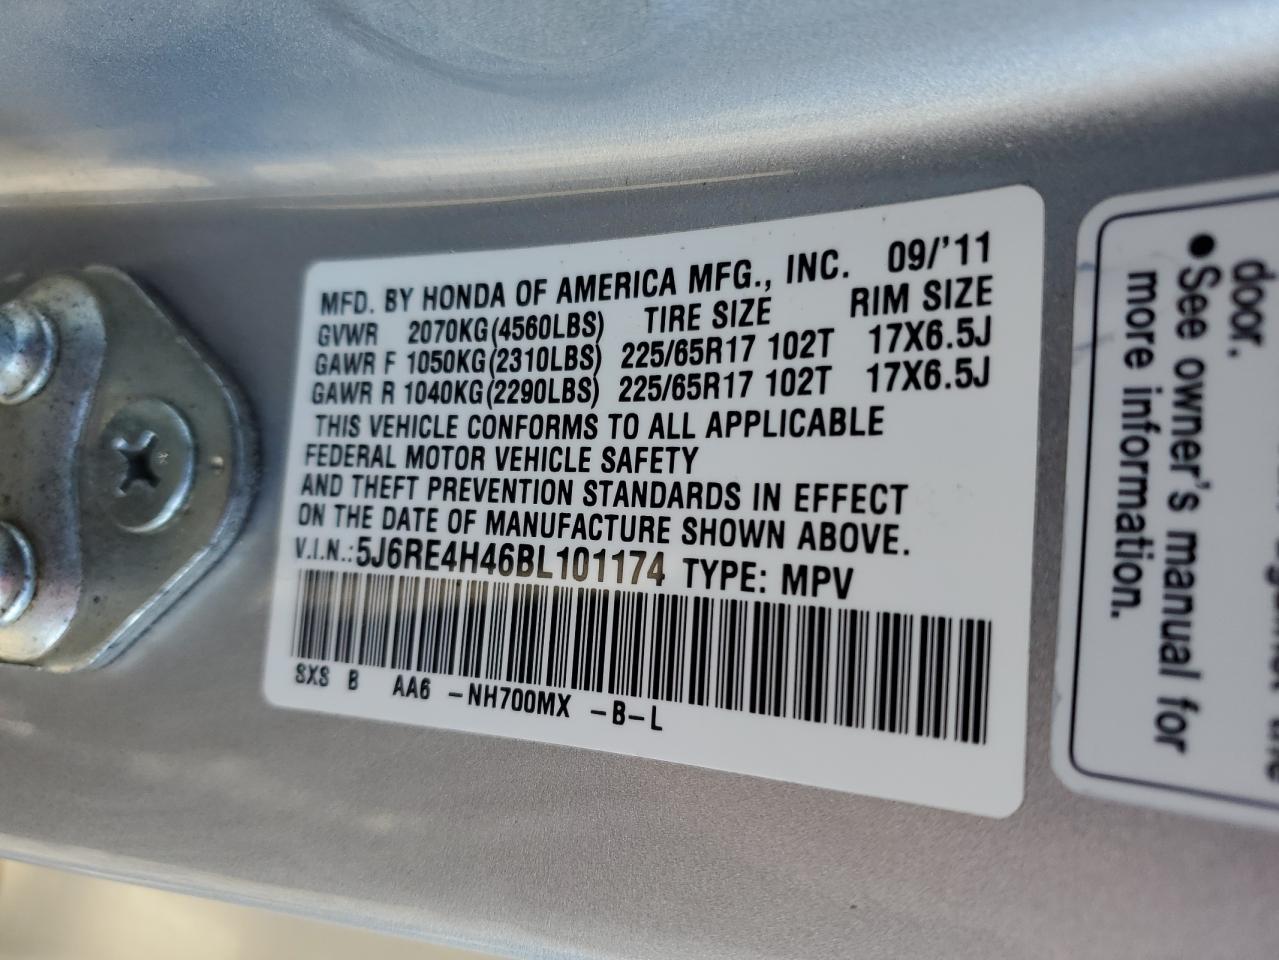 MFD. BY HONDA OF AMERICA MFG., INC. 09/'11
GVWR 2070KG(4560LBS) TIRE SIZE RIM SIZE
GAWR F 1050KG(2310LBS) 225/65R17 102T 17X6.5J
GAWR R 1040KG(2290LBS) 225/65R17 102T 17X6.5J
THIS VEHICLE CONFORMS TO ALL APPLICABLE
FEDERAL MOTOR VEHICLE SAFETY
AND THEFT PREVENTION STANDARDS IN EFFECT
ON THE DATE OF MANUFACTURE SHOWN ABOVE.
V.I.N.: 5J6RE4H46BL101174 TYPE: MPV
SXS B AA6 -NH700MX -B-L
door.
●See owner's manual for
more information.